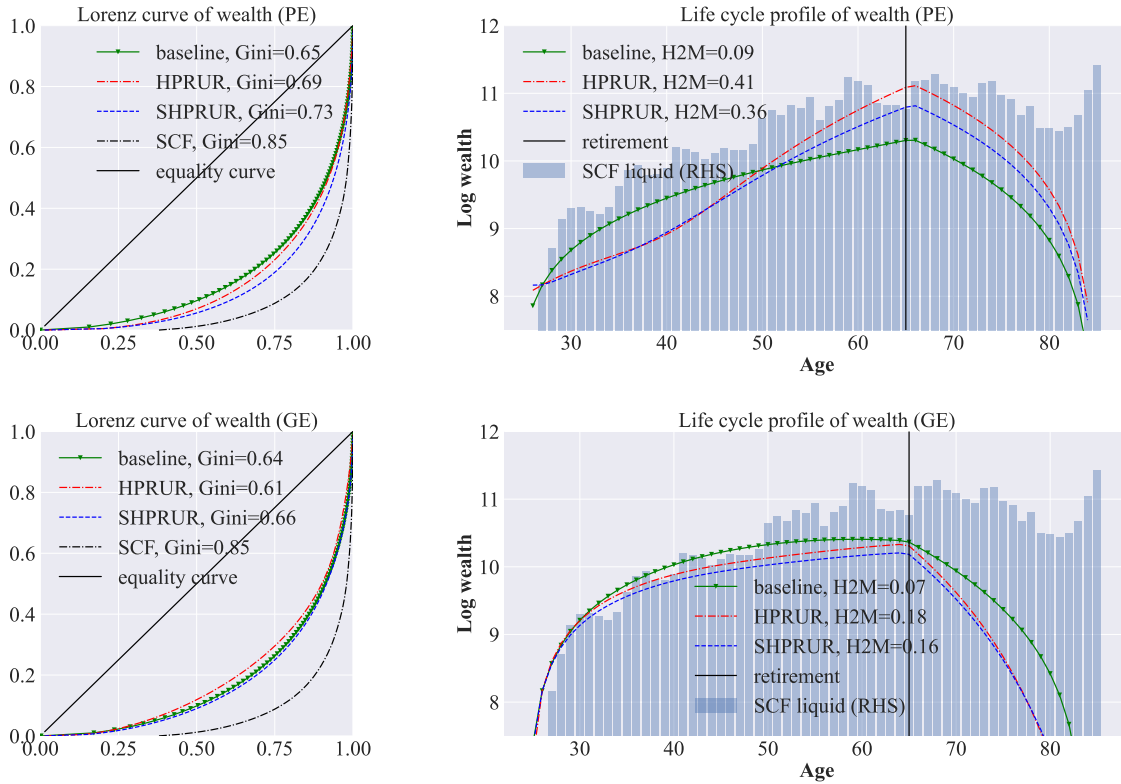 Lorenz curve of wealth (PE)
1.0
0.8
0.6
0.4
0.2
0.0
0.00 0.25 0.50 0.75 1.00
baseline, Gini=0.65
HPRUR, Gini=0.69
SHPRUR, Gini=0.73
SCF, Gini=0.85
equality curve
Life cycle profile of wealth (PE)
12
11
10
9
8
Log wealth
baseline, H2M=0.09
HPRUR, H2M=0.41
SHPRUR, H2M=0.36
retirement
SCF liquid (RHS)
30 40 50 60 70 80
Age
Lorenz curve of wealth (GE)
1.0
0.8
0.6
0.4
0.2
0.0
0.00 0.25 0.50 0.75 1.00
baseline, Gini=0.64
HPRUR, Gini=0.61
SHPRUR, Gini=0.66
SCF, Gini=0.85
equality curve
Life cycle profile of wealth (GE)
12
11
10
9
8
Log wealth
baseline, H2M=0.07
HPRUR, H2M=0.18
SHPRUR, H2M=0.16
retirement
SCF liquid (RHS)
30 40 50 60 70 80
Age